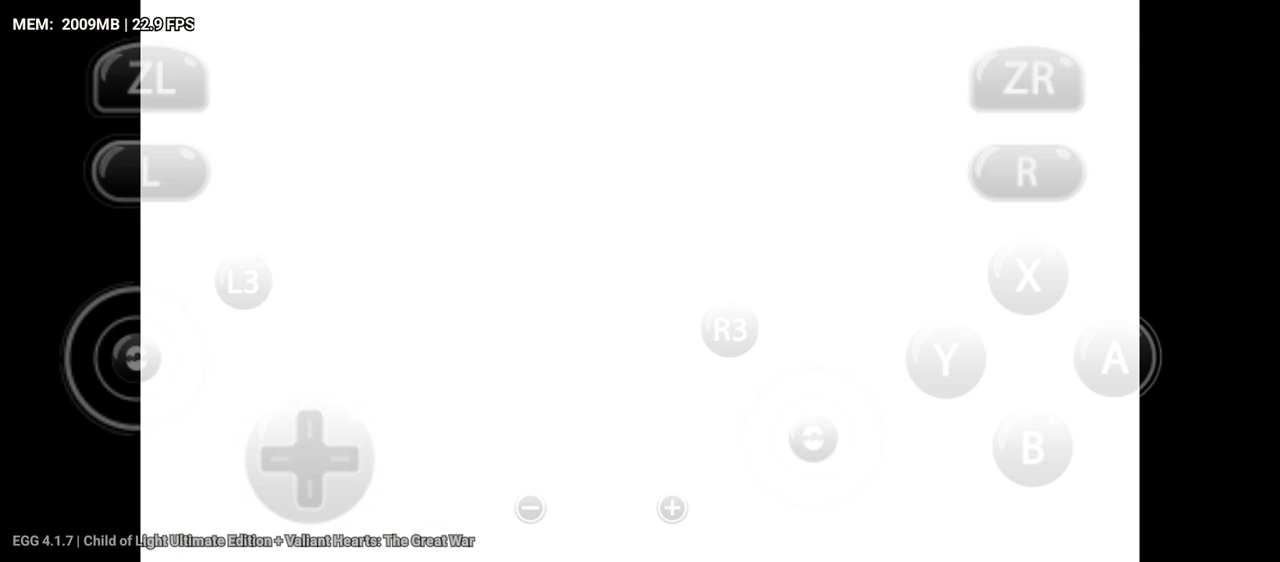 MEM: 2009MB | 22.9 FPS
ZL
ZR
L
R
L3
X
R3
Y
A
B
EGG 4.1.7 | Child of Light Ultimate Edition + Valiant Hearts: The Great War